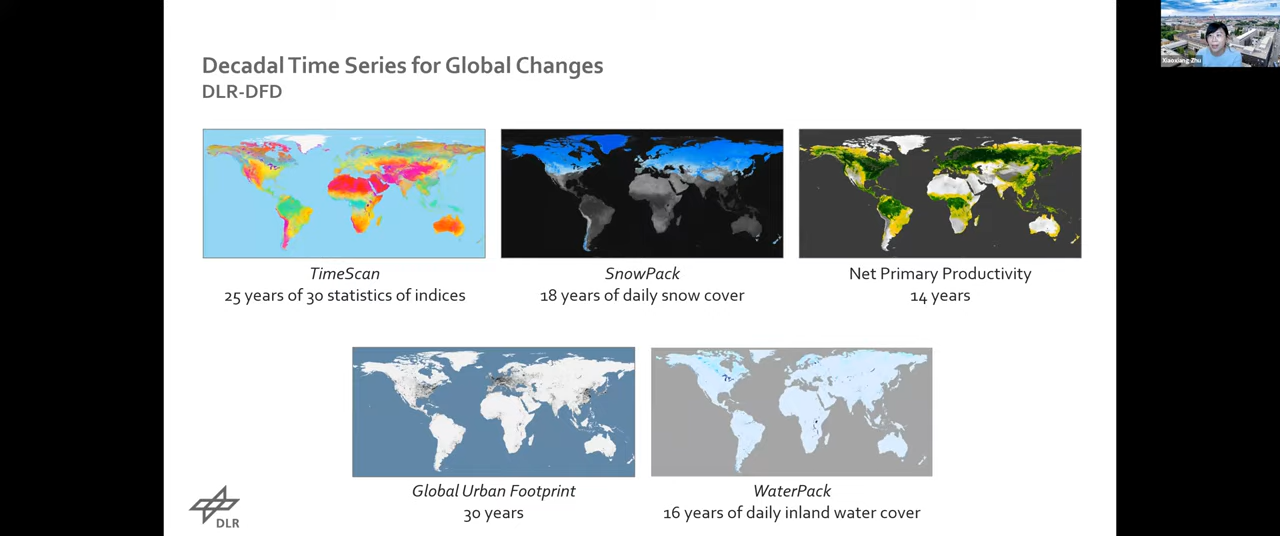 Decadal Time Series for Global Changes
DLR-DFD
Xiaoxiang Zhu
TimeScan
25 years of 30 statistics of indices
SnowPack
18 years of daily snow cover
Net Primary Productivity
14 years
Global Urban Footprint
30 years
WaterPack
16 years of daily inland water cover
DLR